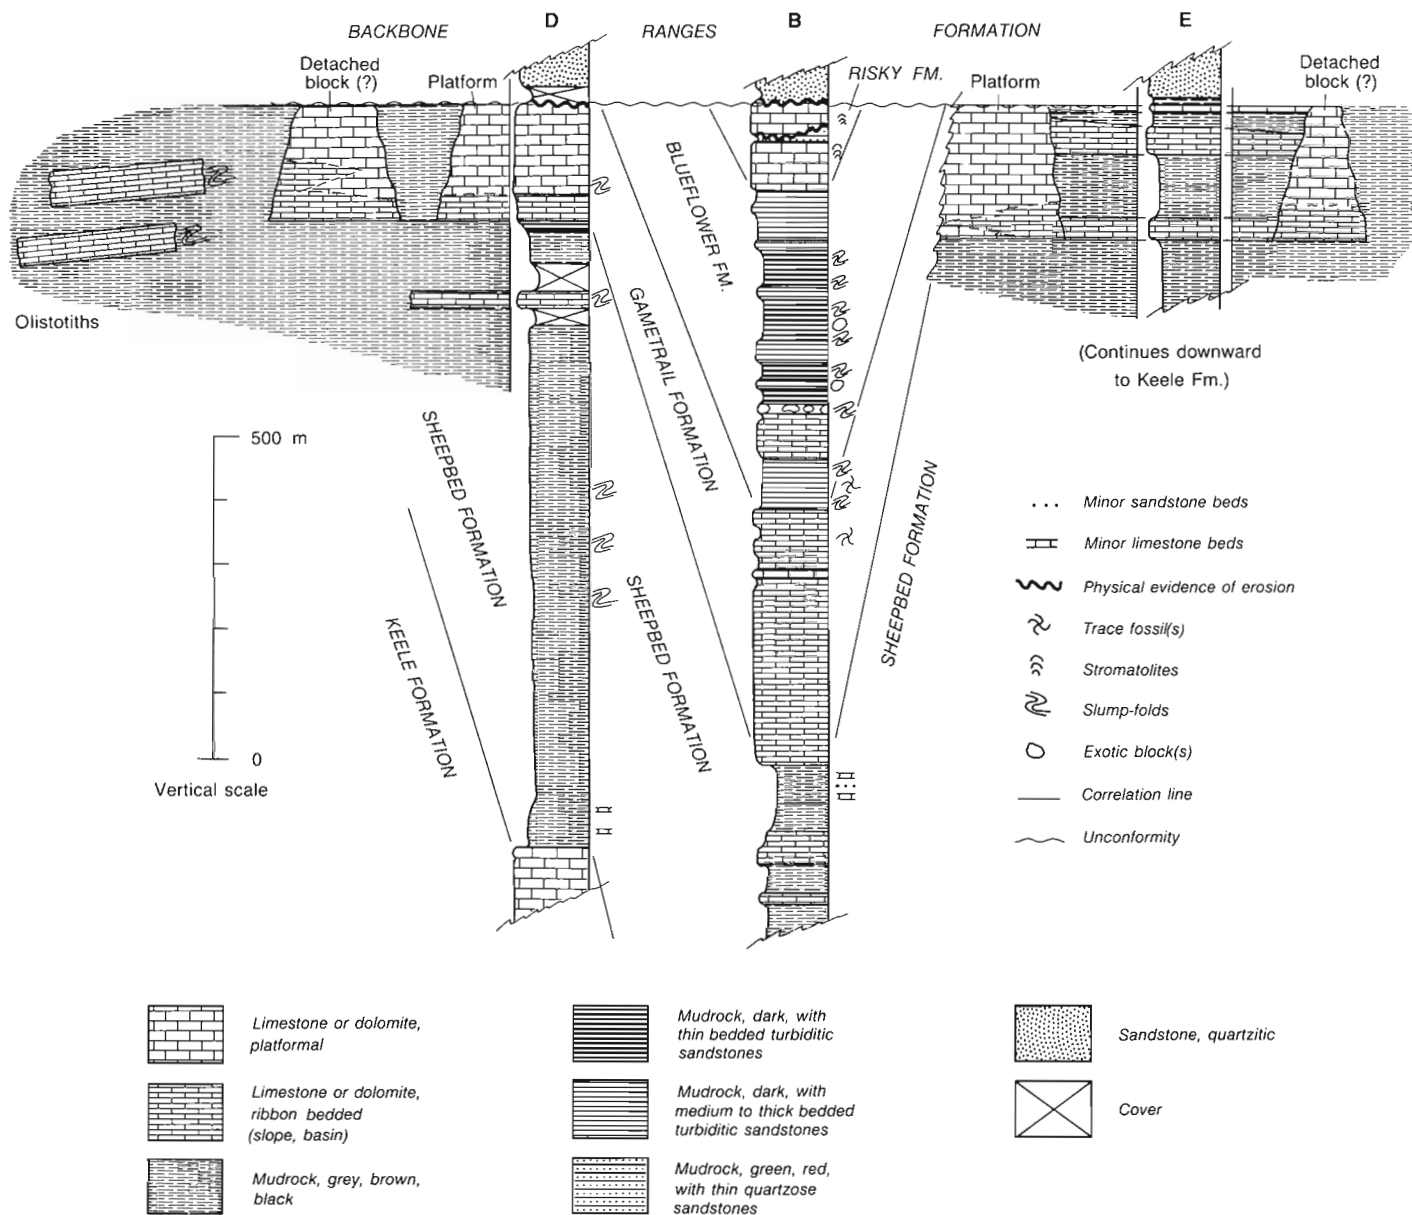 D
B
E
BACKBONE
RANGES
FORMATION
Detached
block (?)
Platform
RISKY FM.
Platform
Detached
block (?)
BLUEFLOWER FM.
Olistotiths
GAMETRAIL FORMATION
(Continues downward
to Keele Fm.)
SHEEPBED FORMATION
500 m
SHEEPBED FORMATION
KEELE FORMATION
SHEEPBED FORMATION
0
Vertical scale
Minor sandstone beds
Minor limestone beds
Physical evidence of erosion
Trace fossil(s)
Stromatolites
Slump-folds
Exotic block(s)
Correlation line
Unconformity
Limestone or dolomite,
platformal
Limestone or dolomite,
ribbon bedded
(slope, basin)
Mudrock, grey, brown,
black
Mudrock, dark, with
thin bedded turbiditic
sandstones
Mudrock, dark, with
medium to thick bedded
turbiditic sandstones
Mudrock, green, red,
with thin quartzose
sandstones
Sandstone, quartzitic
Cover